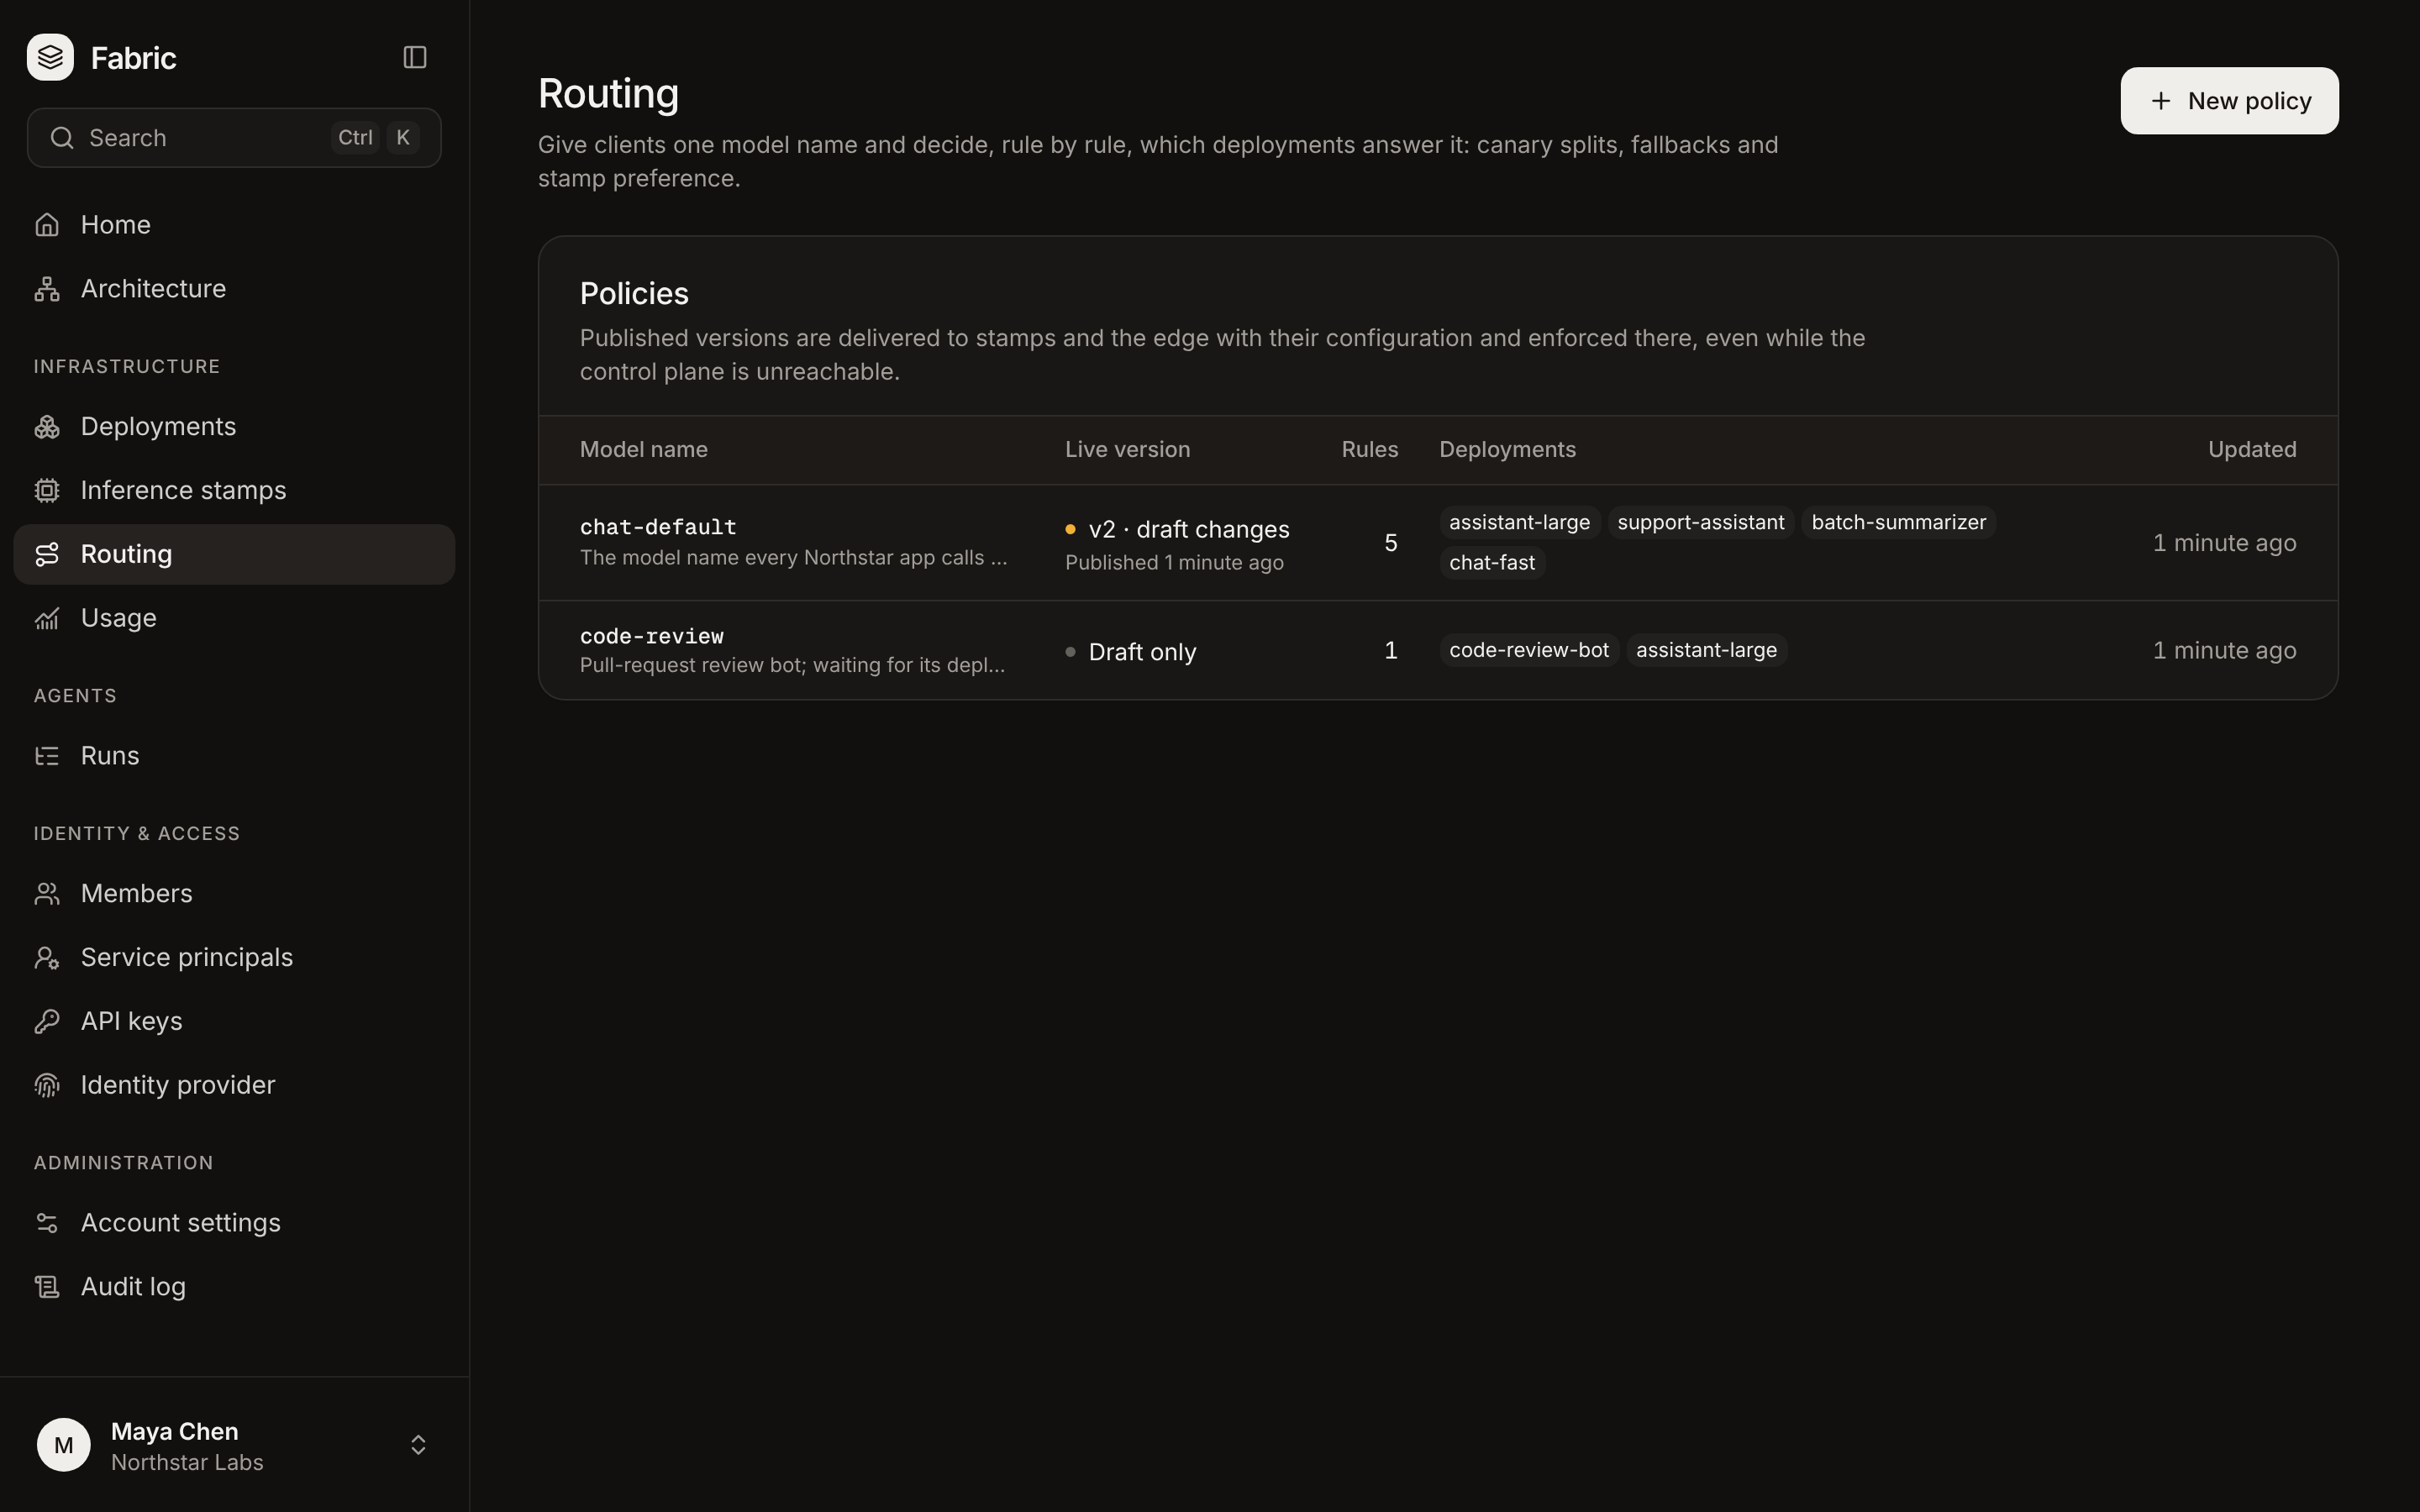 Fabric
Search Ctrl K
Home
Architecture
INFRASTRUCTURE
Deployments
Inference stamps
Routing
Usage
AGENTS
Runs
IDENTITY & ACCESS
Members
Service principals
API keys
Identity provider
ADMINISTRATION
Account settings
Audit log
M
Maya Chen
Northstar Labs
Routing
Give clients one model name and decide, rule by rule, which deployments answer it: canary splits, fallbacks and
stamp preference.
New policy
Policies
Published versions are delivered to stamps and the edge with their configuration and enforced there, even while the
control plane is unreachable.
Model name Live version Rules Deployments Updated
chat-default
The model name every Northstar app calls ...
v2 · draft changes
Published 1 minute ago
5
assistant-large support-assistant batch-summarizer
chat-fast
1 minute ago
code-review
Pull-request review bot; waiting for its depl...
Draft only
1
code-review-bot assistant-large
1 minute ago